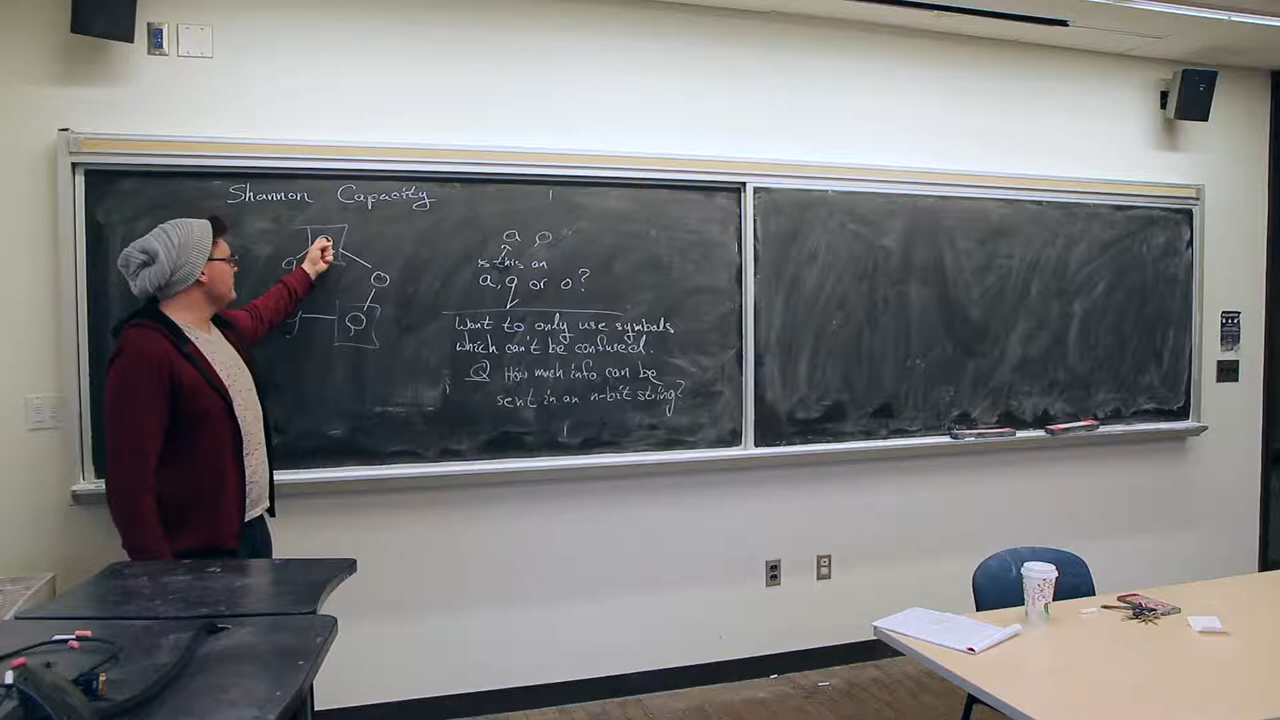 Shannon Capacity
a ∅
is this an
a, q or o?
Want to only use symbols
which can't be confused.
Q How much info can be
sent in an n-bit string?